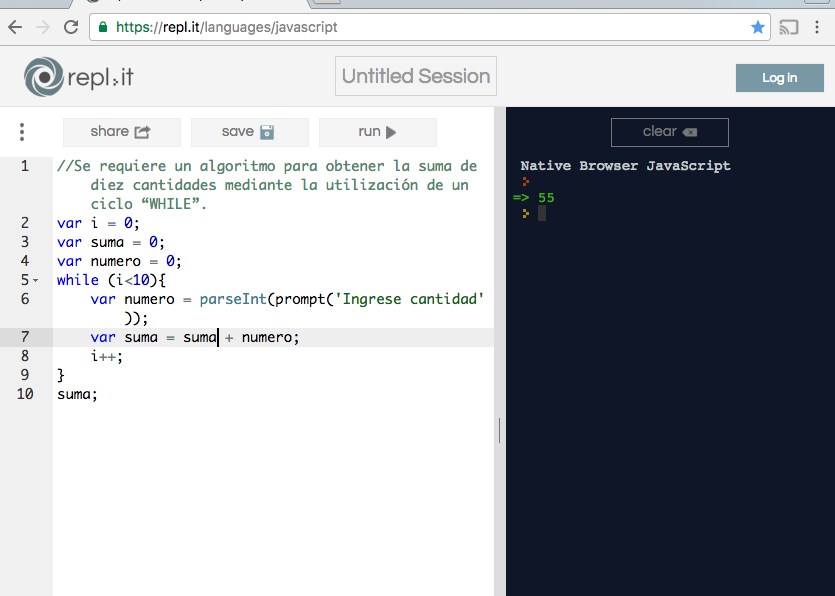 https://repl.it/languages/javascript
repl.it
Untitled Session
Log in
share
save
run
clear
1 //Se requiere un algoritmo para obtener la suma de
diez cantidades mediante la utilización de un
ciclo “WHILE”.
2 var i = 0;
3 var suma = 0;
4 var numero = 0;
5 while (i<10){
6 var numero = parseInt(prompt('Ingrese cantidad'
));
7 var suma = suma + numero;
8 i++;
9 }
10 suma;
Native Browser JavaScript
=> 55